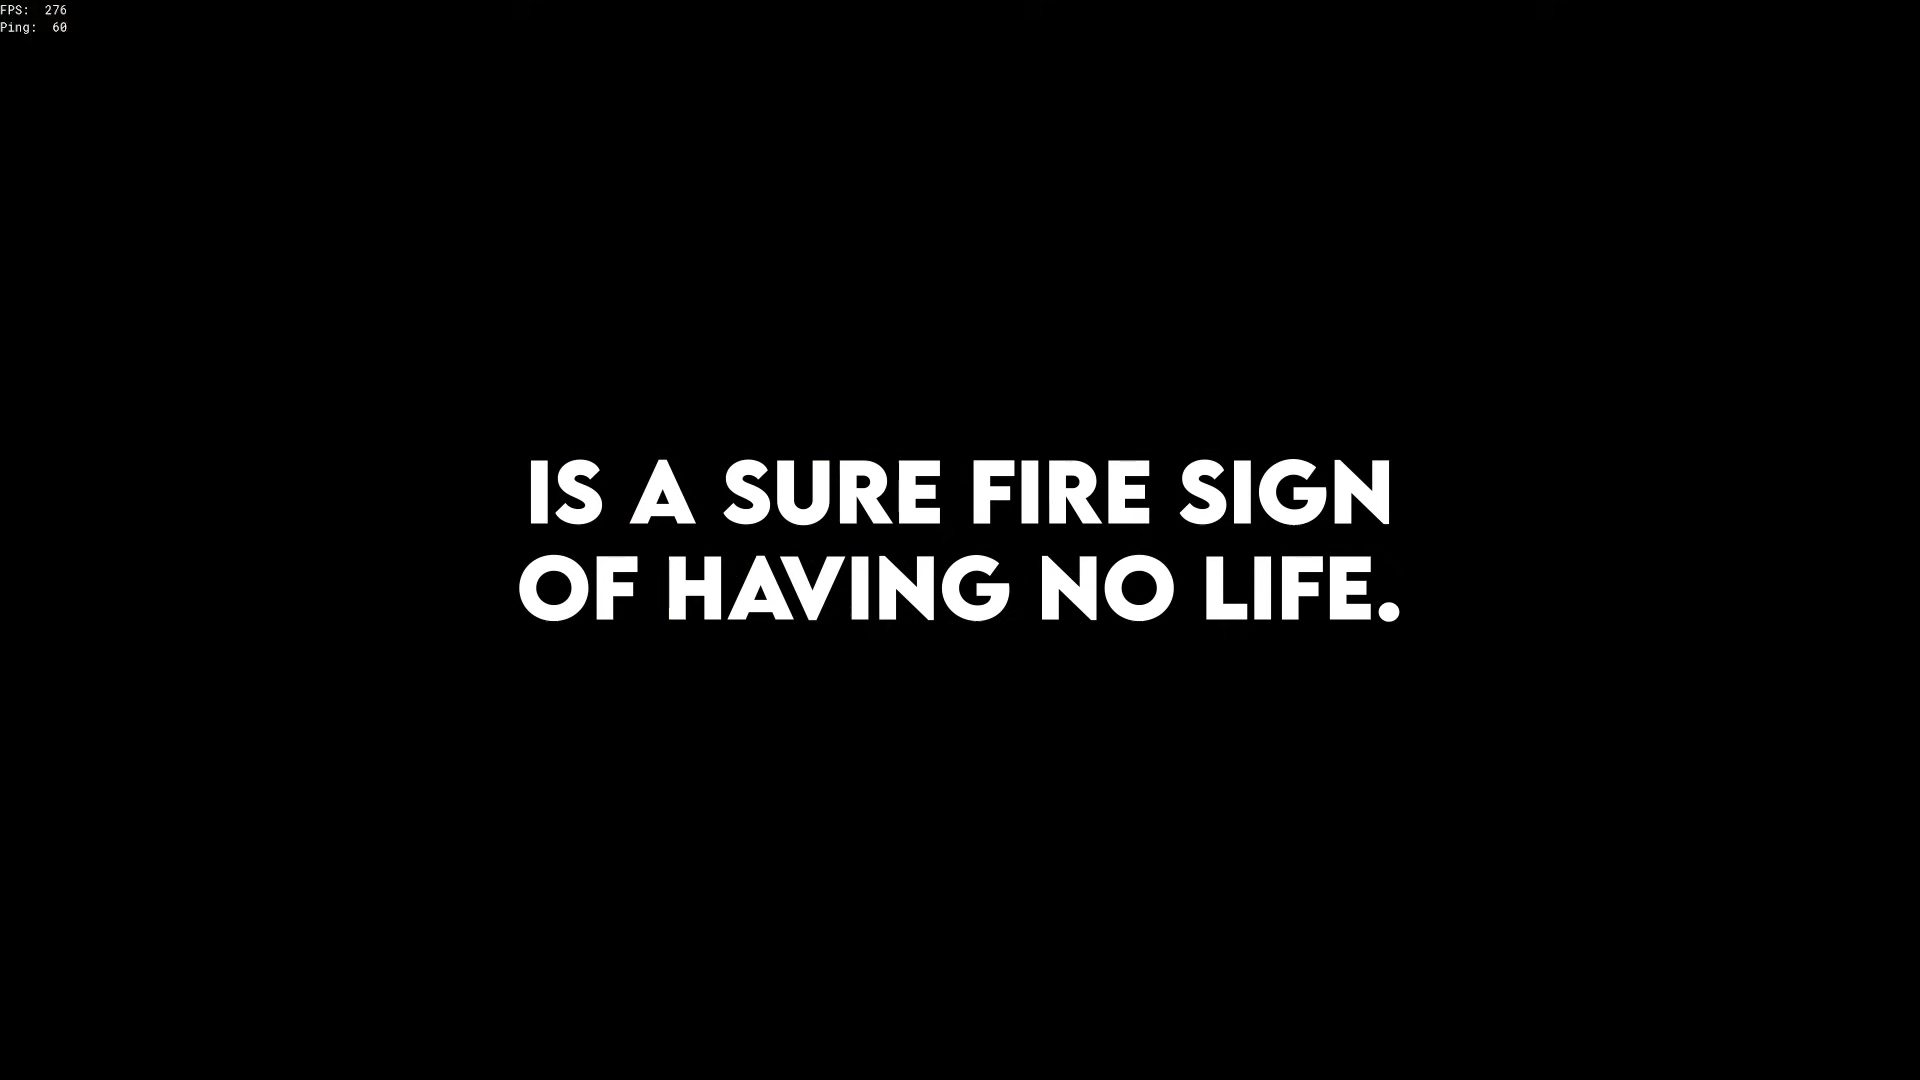 FPS:  276
Ping:  60
IS A SURE FIRE SIGN
OF HAVING NO LIFE.